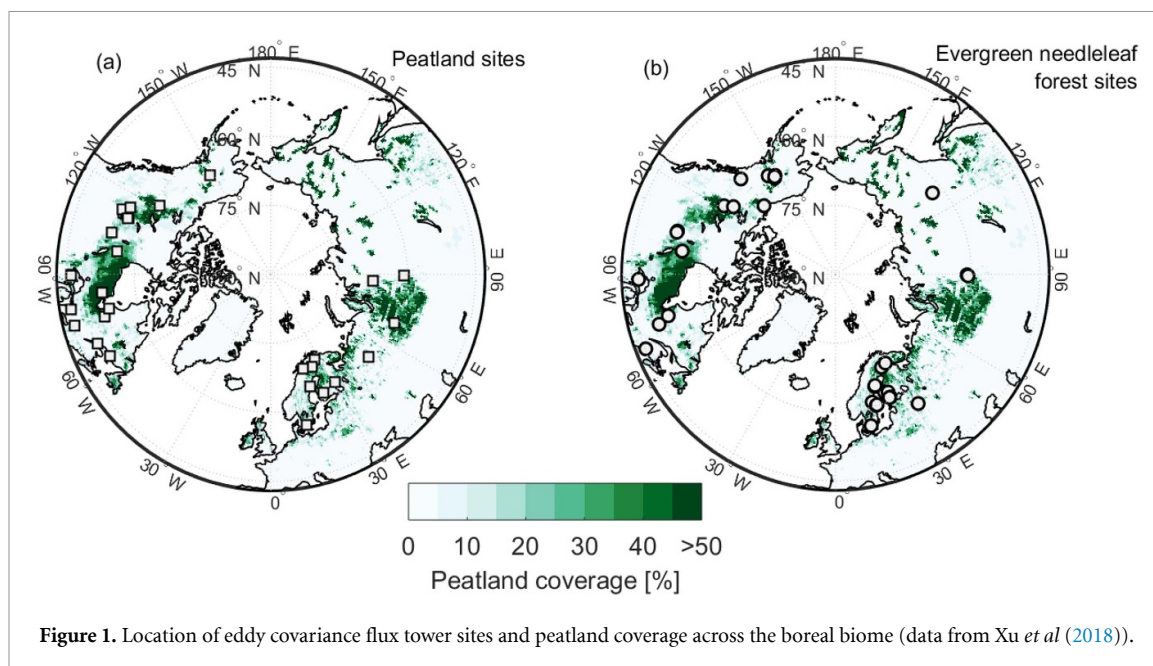 (a)
Peatland sites
180° E
45° N
150° W
150° E
60° N
120° W
120° E
75° N
90° W
90° N
90° E
60° W
60° E
30° W
30° E
0°
(b)
Evergreen needleleaf
forest sites
180° E
45° N
150° W
150° E
60° N
120° W
120° E
75° N
90° W
90° N
90° E
60° W
60° E
30° W
30° E
0°
0 10 20 30 40 >50
Peatland coverage [%]
Figure 1. Location of eddy covariance flux tower sites and peatland coverage across the boreal biome (data from Xu et al (2018)).